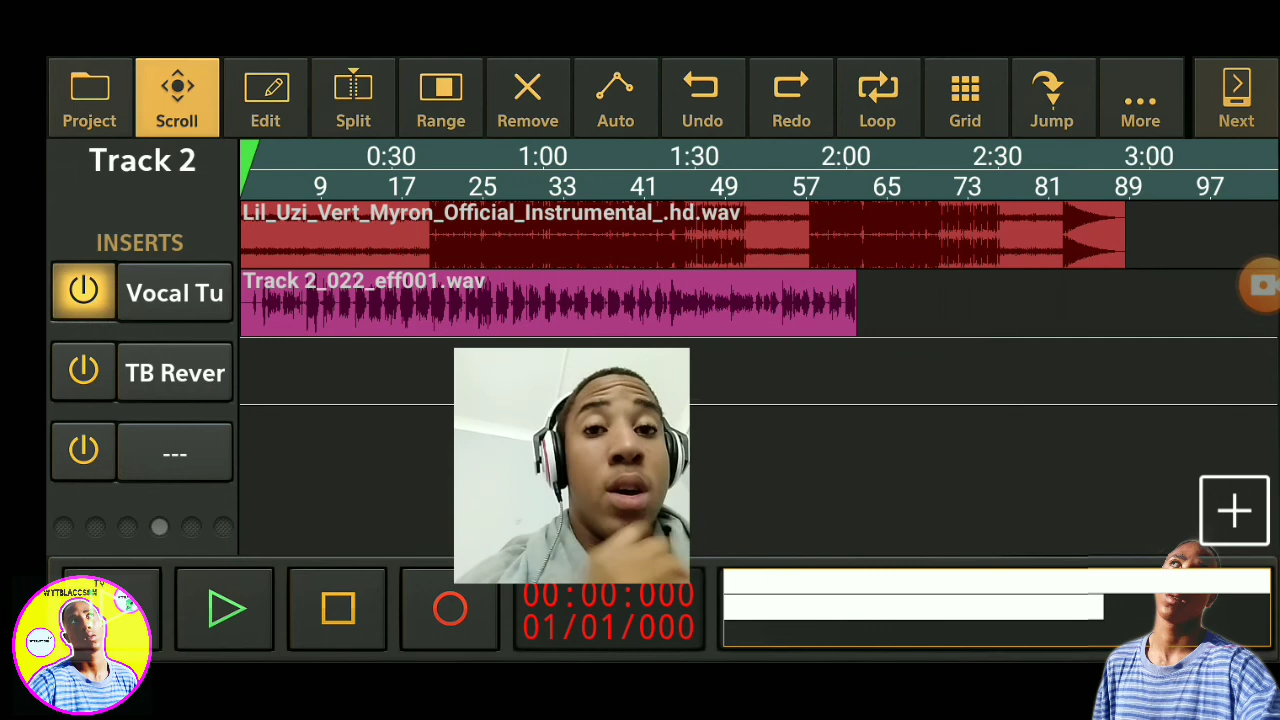 Project Scroll Edit Split Range Remove Auto Undo Redo Loop Grid Jump More Next
Track 2
0:30 1:00 1:30 2:00 2:30 3:00
9 17 25 33 41 49 57 65 73 81 89 97
Lil_Uzi_Vert_Myron_Official_Instrumental_.hd.wav
INSERTS
Track 2_022_eff001.wav
Vocal Tu
TB Rever
---
00:00:000
01/01/000
TV
WYTBLACCSON